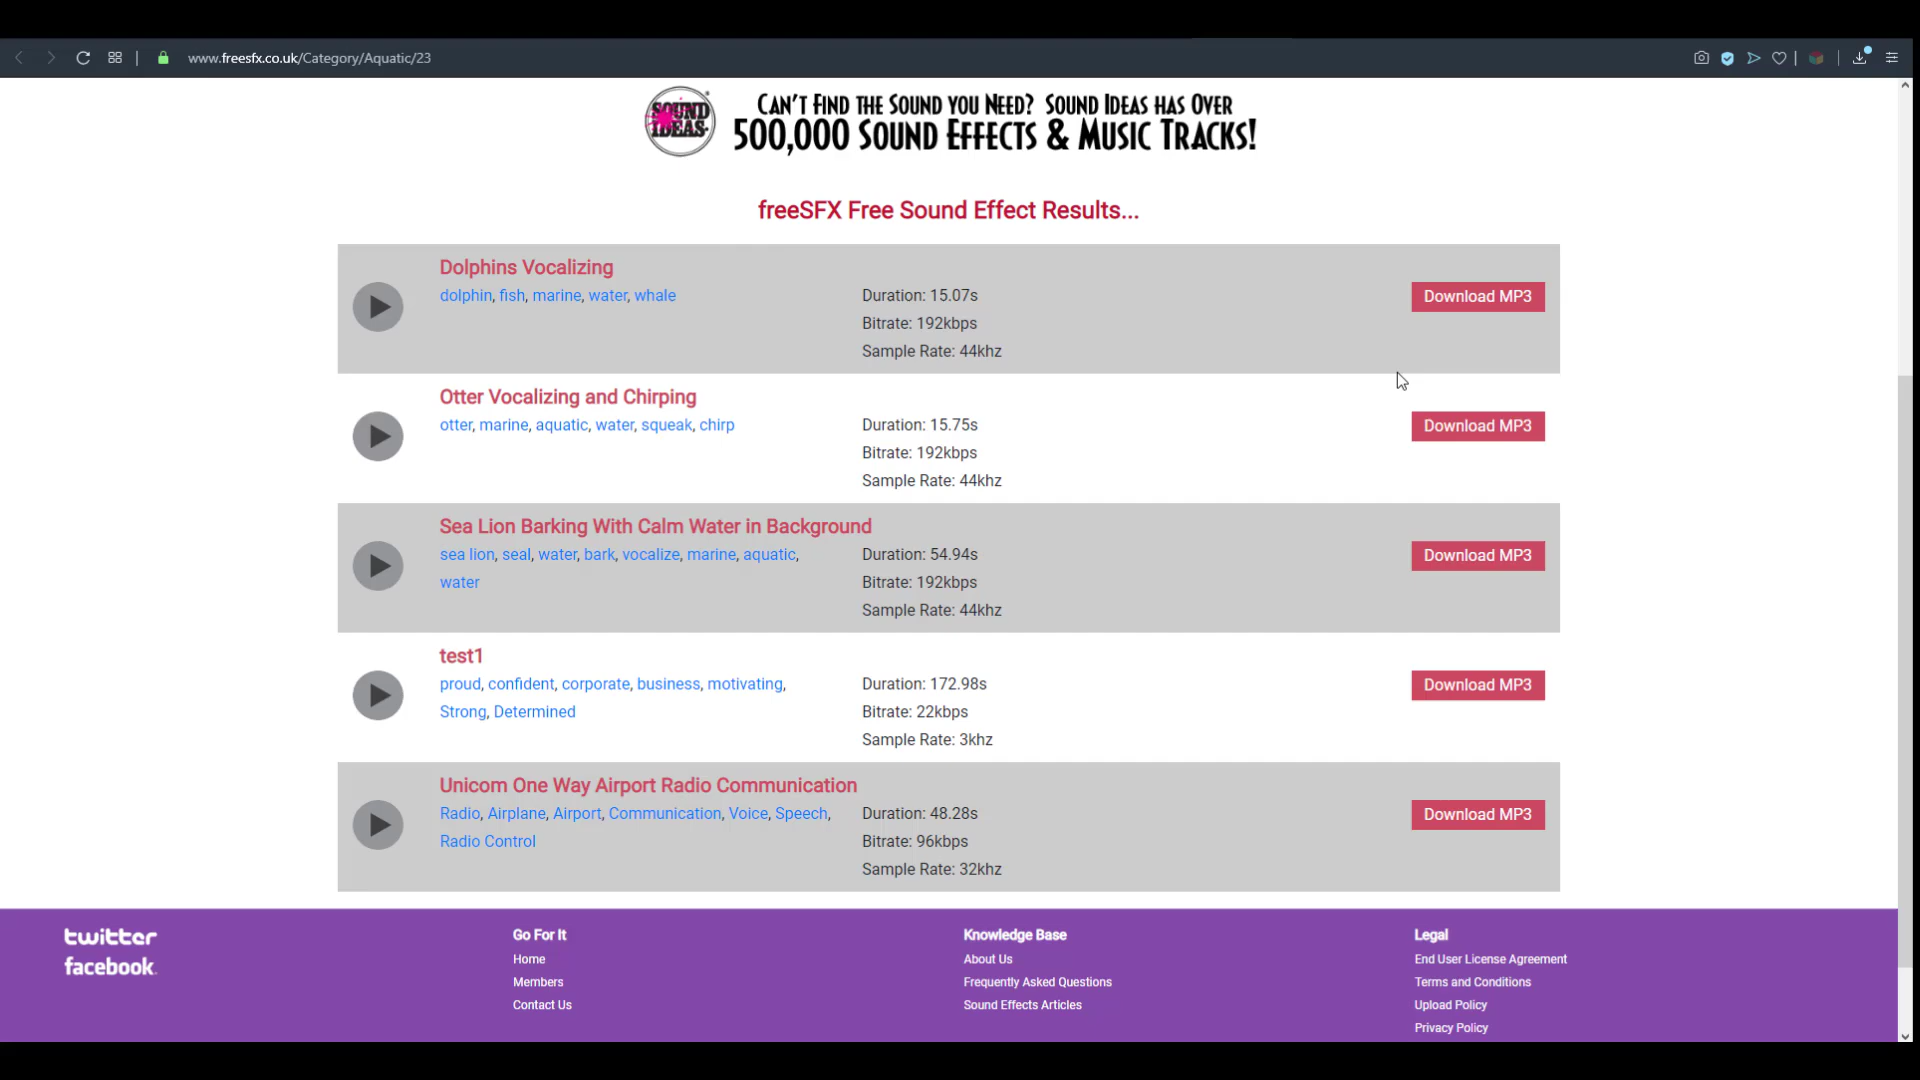 www.freesfx.co.uk/Category/Aquatic/23
SOUND IDEAS
CAN'T FIND THE SOUND YOU NEED? SOUND IDEAS HAS OVER
500,000 SOUND EFFECTS & MUSIC TRACKS!
freeSFX Free Sound Effect Results...
Dolphins Vocalizing
dolphin, fish, marine, water, whale
Duration: 15.07s
Bitrate: 192kbps
Sample Rate: 44khz
Download MP3
Otter Vocalizing and Chirping
otter, marine, aquatic, water, squeak, chirp
Duration: 15.75s
Bitrate: 192kbps
Sample Rate: 44khz
Download MP3
Sea Lion Barking With Calm Water in Background
sea lion, seal, water, bark, vocalize, marine, aquatic,
water
Duration: 54.94s
Bitrate: 192kbps
Sample Rate: 44khz
Download MP3
test1
proud, confident, corporate, business, motivating,
Strong, Determined
Duration: 172.98s
Bitrate: 22kbps
Sample Rate: 3khz
Download MP3
Unicom One Way Airport Radio Communication
Radio, Airplane, Airport, Communication, Voice, Speech,
Radio Control
Duration: 48.28s
Bitrate: 96kbps
Sample Rate: 32khz
Download MP3
twitter
facebook.
Go For It
Home
Members
Contact Us
Knowledge Base
About Us
Frequently Asked Questions
Sound Effects Articles
Legal
End User License Agreement
Terms and Conditions
Upload Policy
Privacy Policy